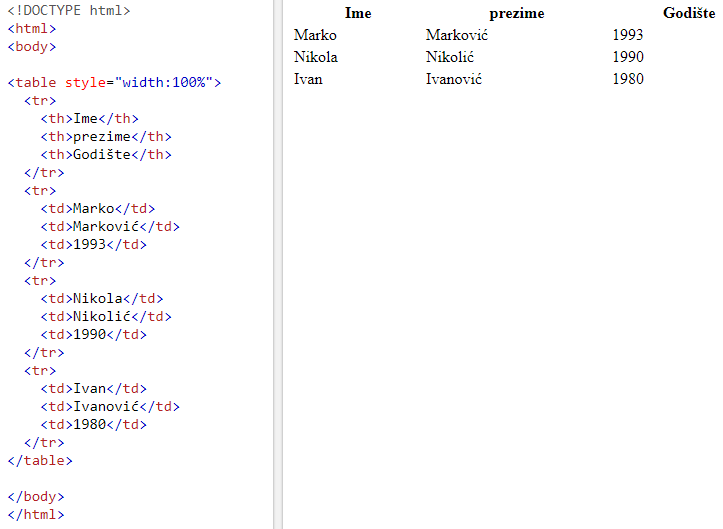 <!DOCTYPE html>
<html>
<body>

<table style="width:100%">
  <tr>
    <th>Ime</th>
    <th>prezime</th>
    <th>Godište</th>
  </tr>
  <tr>
    <td>Marko</td>
    <td>Marković</td>
    <td>1993</td>
  </tr>
  <tr>
    <td>Nikola</td>
    <td>Nikolić</td>
    <td>1990</td>
  </tr>
  <tr>
    <td>Ivan</td>
    <td>Ivanović</td>
    <td>1980</td>
  </tr>
</table>

</body>
</html>
Ime prezime Godište
Marko Marković 1993
Nikola Nikolić 1990
Ivan Ivanović 1980